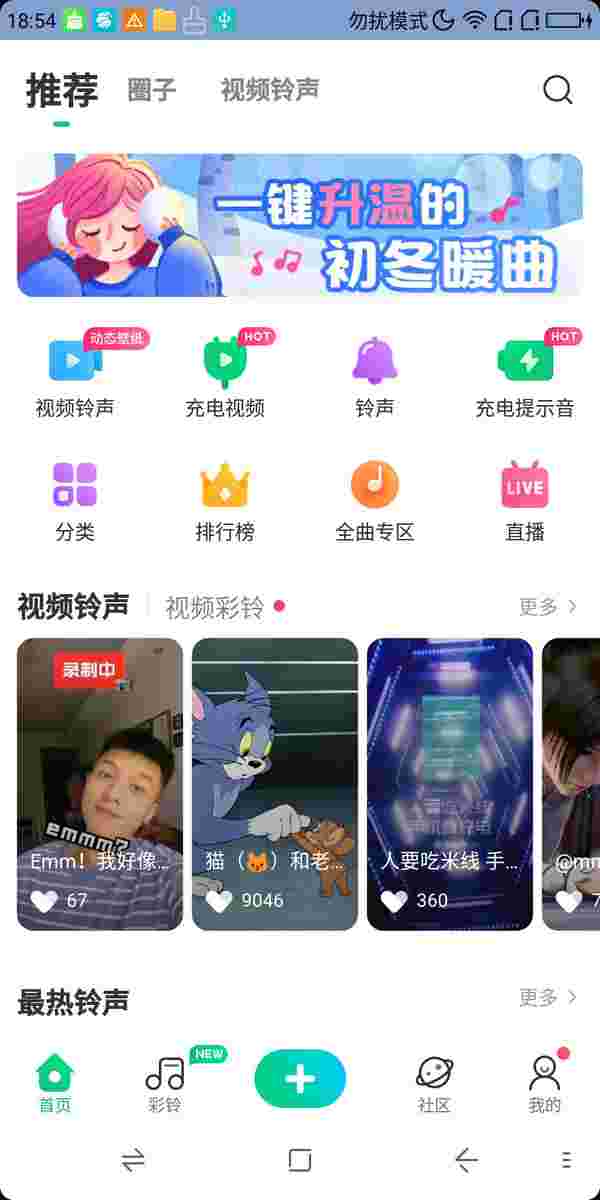 18:54
勿扰模式
推荐
圈子
视频铃声
一键升温的
初冬暖曲
动态壁纸
HOT
HOT
视频铃声
充电视频
铃声
充电提示音
LIVE
分类
排行榜
全曲专区
直播
视频铃声
视频彩铃
更多
录制中
emmm?
Emm！我好像...
猫（🐱）和老...
人要吃米线 手...
@mm
67
9046
360
7
最热铃声
更多
NEW
首页
彩铃
社区
我的